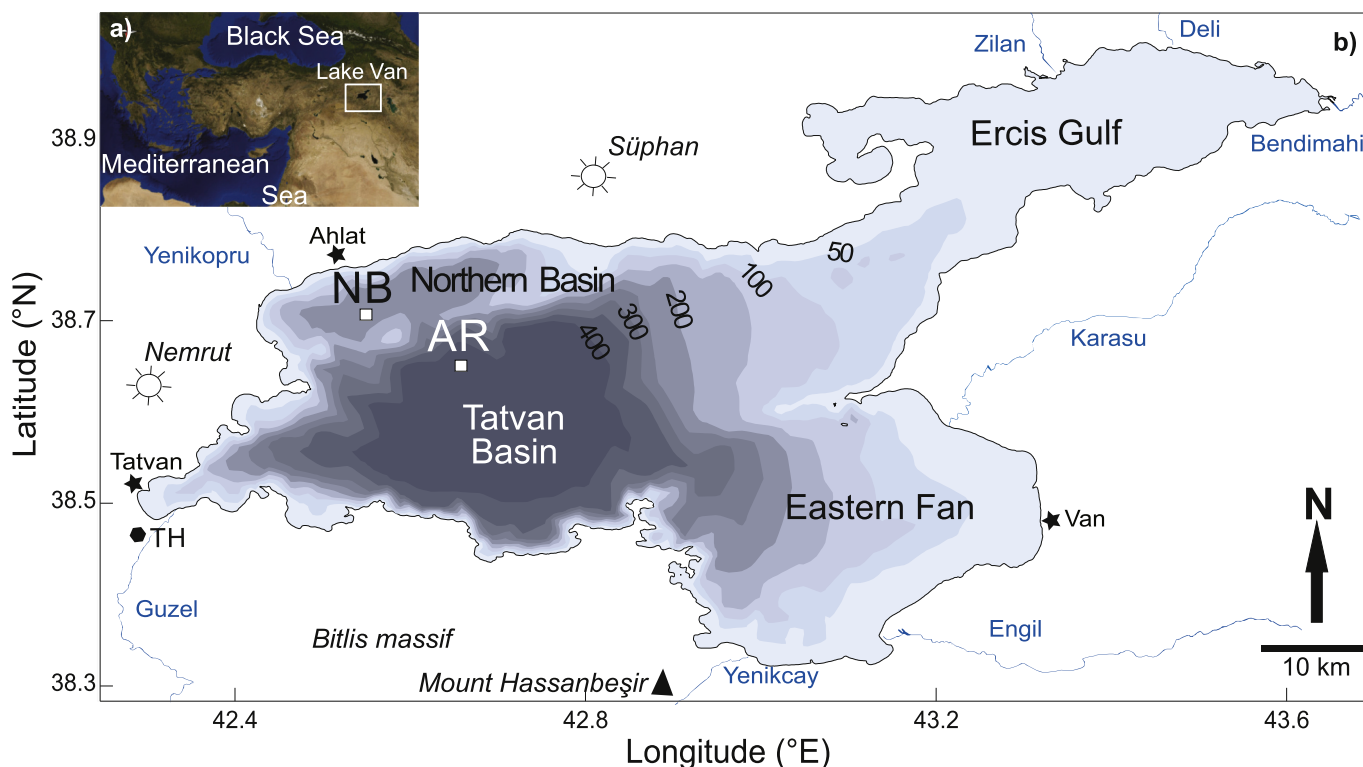 a)
Black Sea
Lake Van
Mediterranean
Sea
b)
Zilan
Deli
Bendimahi
Ercis Gulf
Süphan
38.9
Yenikopru
Ahlat
50
100
200
300
400
NB
Northern Basin
AR
38.7
Latitude (°N)
Nemrut
Karasu
Tatvan
Basin
Tatvan
38.5
TH
Eastern Fan
Van
N
Guzel
Bitlis massif
Engil
10 km
Mount Hassanbeşir
Yenikcay
38.3
42.4
42.8
43.2
43.6
Longitude (°E)